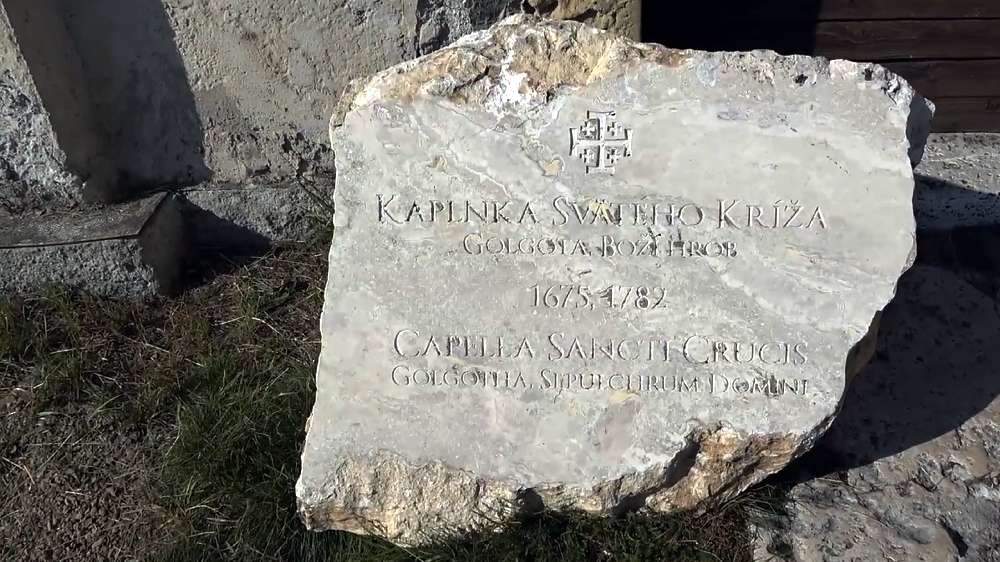 KAPLNKA SVÄTÉHO KRÍŽA
GOLGOTA, BOŽÍ HROB
1675, 1782
CAPELLA SANCTI CRUCIS
GOLGOTHA, SEPULCHRUM DOMINI